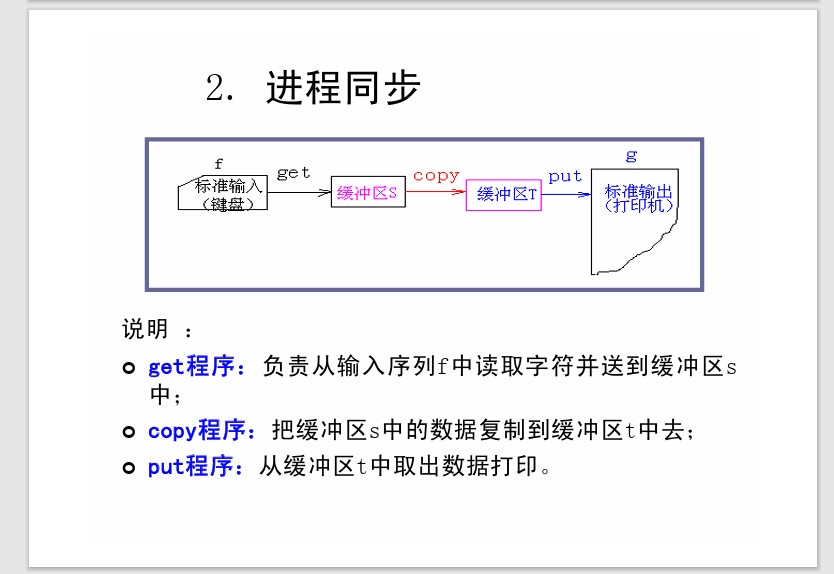 2. 进程同步
f
g
get
copy
put
标准输入
(键盘)
缓冲区S
缓冲区T
标准输出
(打印机)
说明 :
get程序: 负责从输入序列f中读取字符并送到缓冲区s
中;
copy程序: 把缓冲区s中的数据复制到缓冲区t中去;
put程序: 从缓冲区t中取出数据打印。